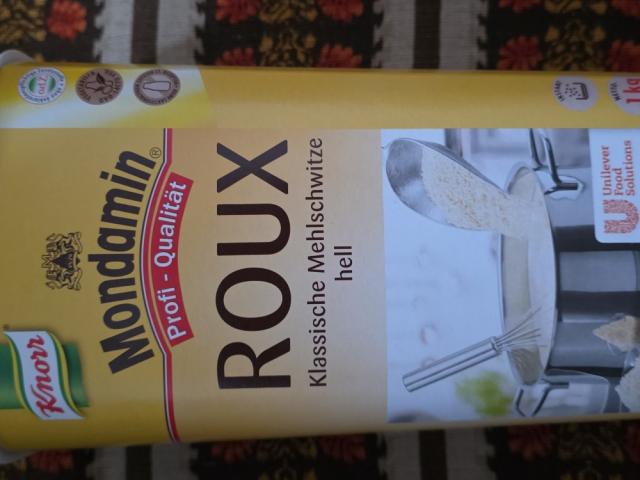 Knorr
Mondamin®
Profi - Qualität
ROUX
Klassische Mehlschwitze
hell
Unilever
Food
Solutions
1 kg